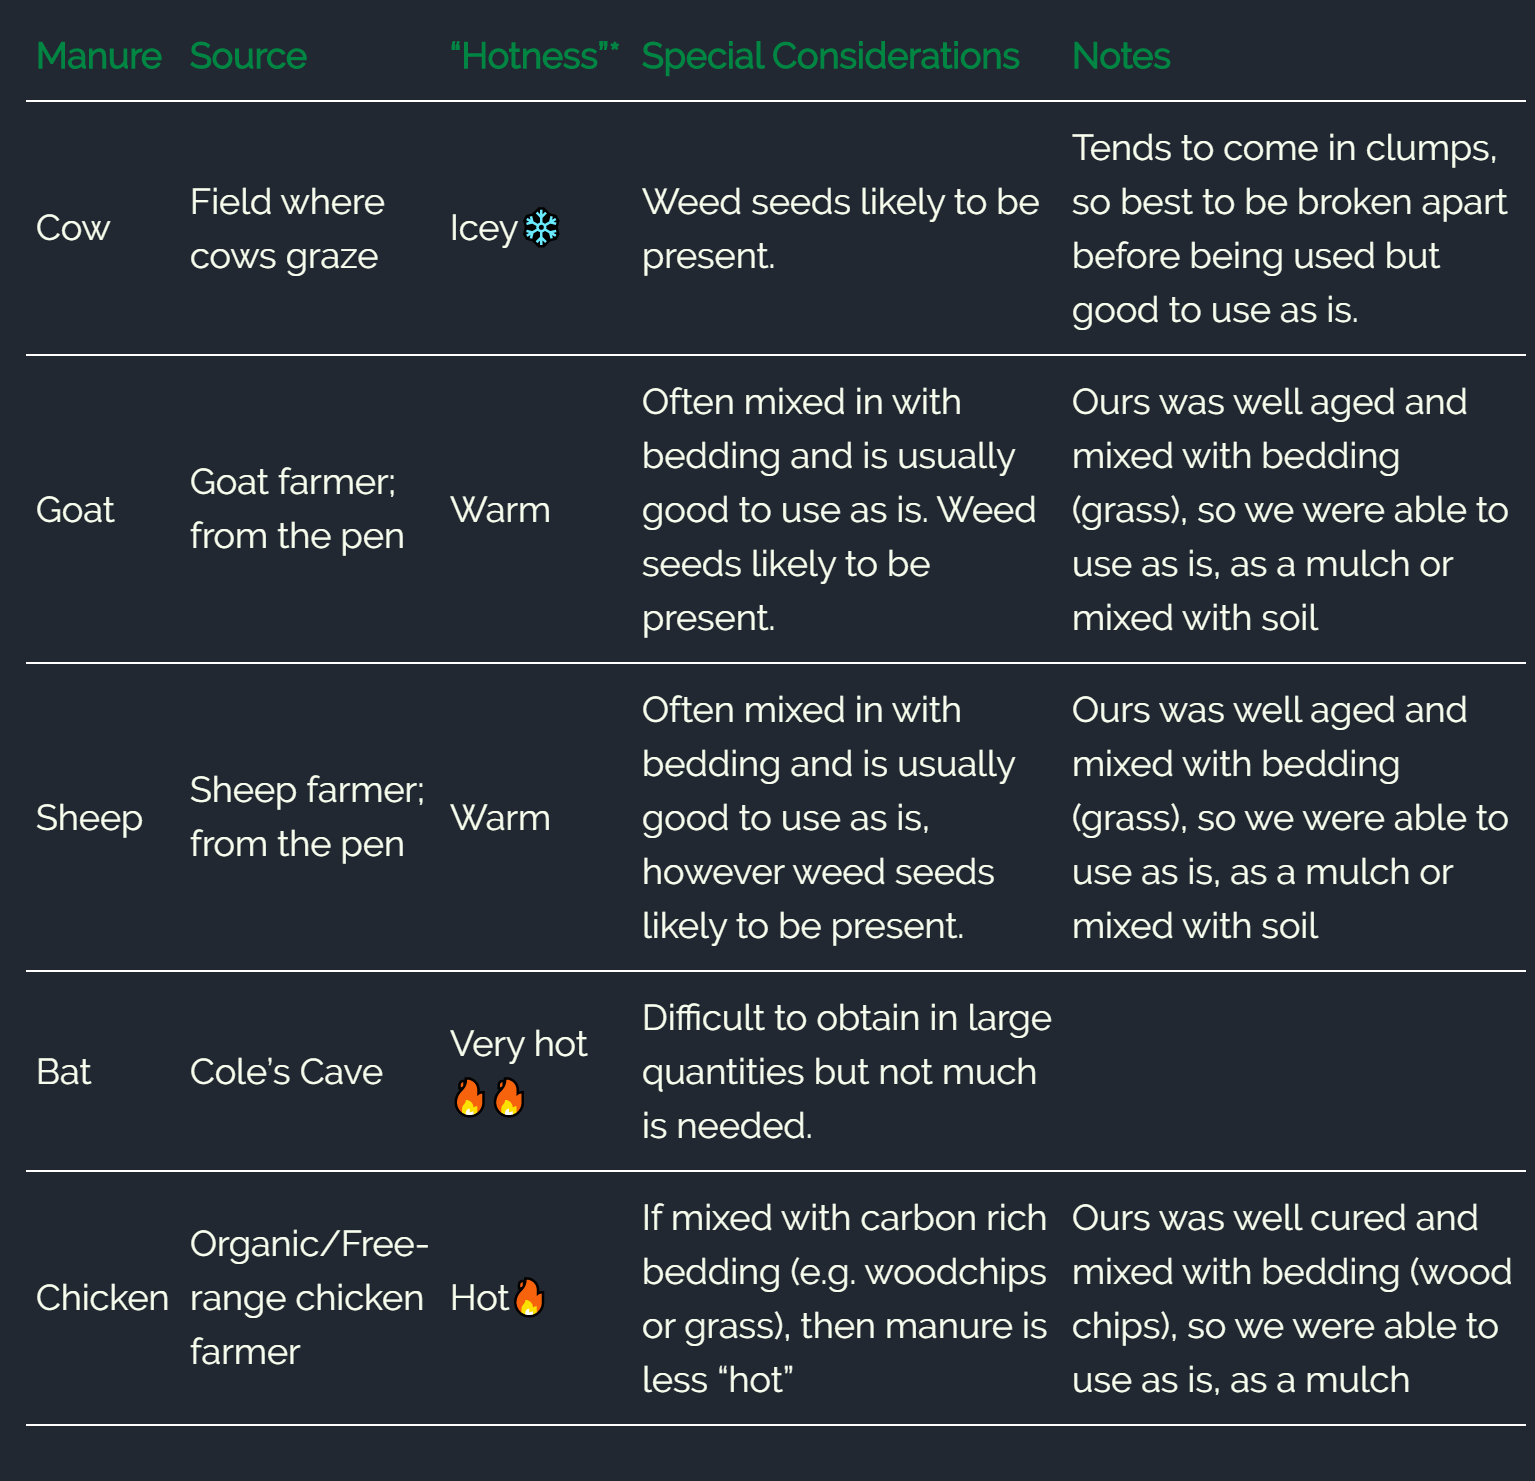 Manure Source “Hotness”* Special Considerations Notes
Cow
Field where
cows graze
Icey
Weed seeds likely to be
present.
Tends to come in clumps,
so best to be broken apart
before being used but
good to use as is.
Goat
Goat farmer;
from the pen
Warm
Often mixed in with
bedding and is usually
good to use as is. Weed
seeds likely to be
present.
Ours was well aged and
mixed with bedding
(grass), so we were able to
use as is, as a mulch or
mixed with soil
Sheep
Sheep farmer;
from the pen
Warm
Often mixed in with
bedding and is usually
good to use as is,
however weed seeds
likely to be present.
Ours was well aged and
mixed with bedding
(grass), so we were able to
use as is, as a mulch or
mixed with soil
Bat
Cole’s Cave
Very hot
Difficult to obtain in large
quantities but not much
is needed.
Chicken
Organic/Free-
range chicken
farmer
Hot
If mixed with carbon rich
bedding (e.g. woodchips
or grass), then manure is
less “hot”
Ours was well cured and
mixed with bedding (wood
chips), so we were able to
use as is, as a mulch